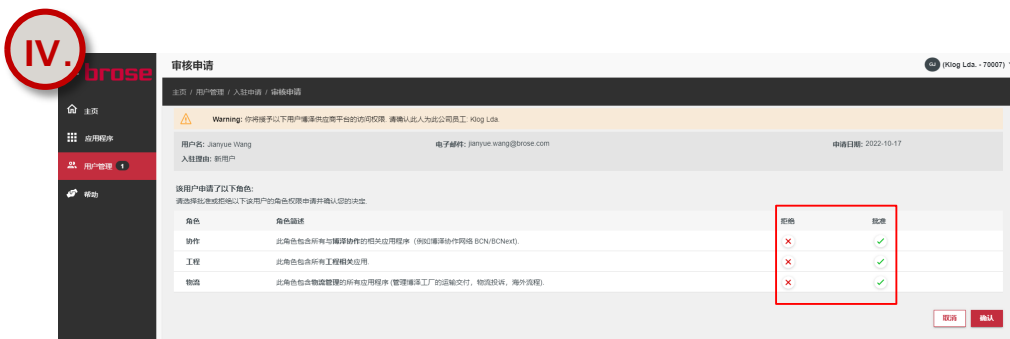 IV.
brose
审核申请
GJ (Klog Lda. - 70007)
主页 / 用户管理 / 入驻申请 / 审核申请
主页
应用程序
用户管理 1
帮助
Warning: 你将授予以下用户博泽供应商平台的访问权限. 请确认此人为此公司员工: Klog Lda.
用户名: Jianyue Wang 电子邮件: jianyue.wang@brose.com 申请日期: 2022-10-17
入驻理由: 新用户
该用户申请了以下角色:
请选择批准或拒绝以下该用户的角色权限申请并确认您的决定.
角色 角色简述 拒绝 批准
协作 此角色包含所有与博泽协作的相关应用程序 (例如博泽协作网络 BCN/BCNext).
工程 此角色包含所有工程相关应用.
物流 此角色包含物流管理的所有应用程序 (管理博泽工厂的运输交付, 物流投诉, 海外流程).
取消 确认